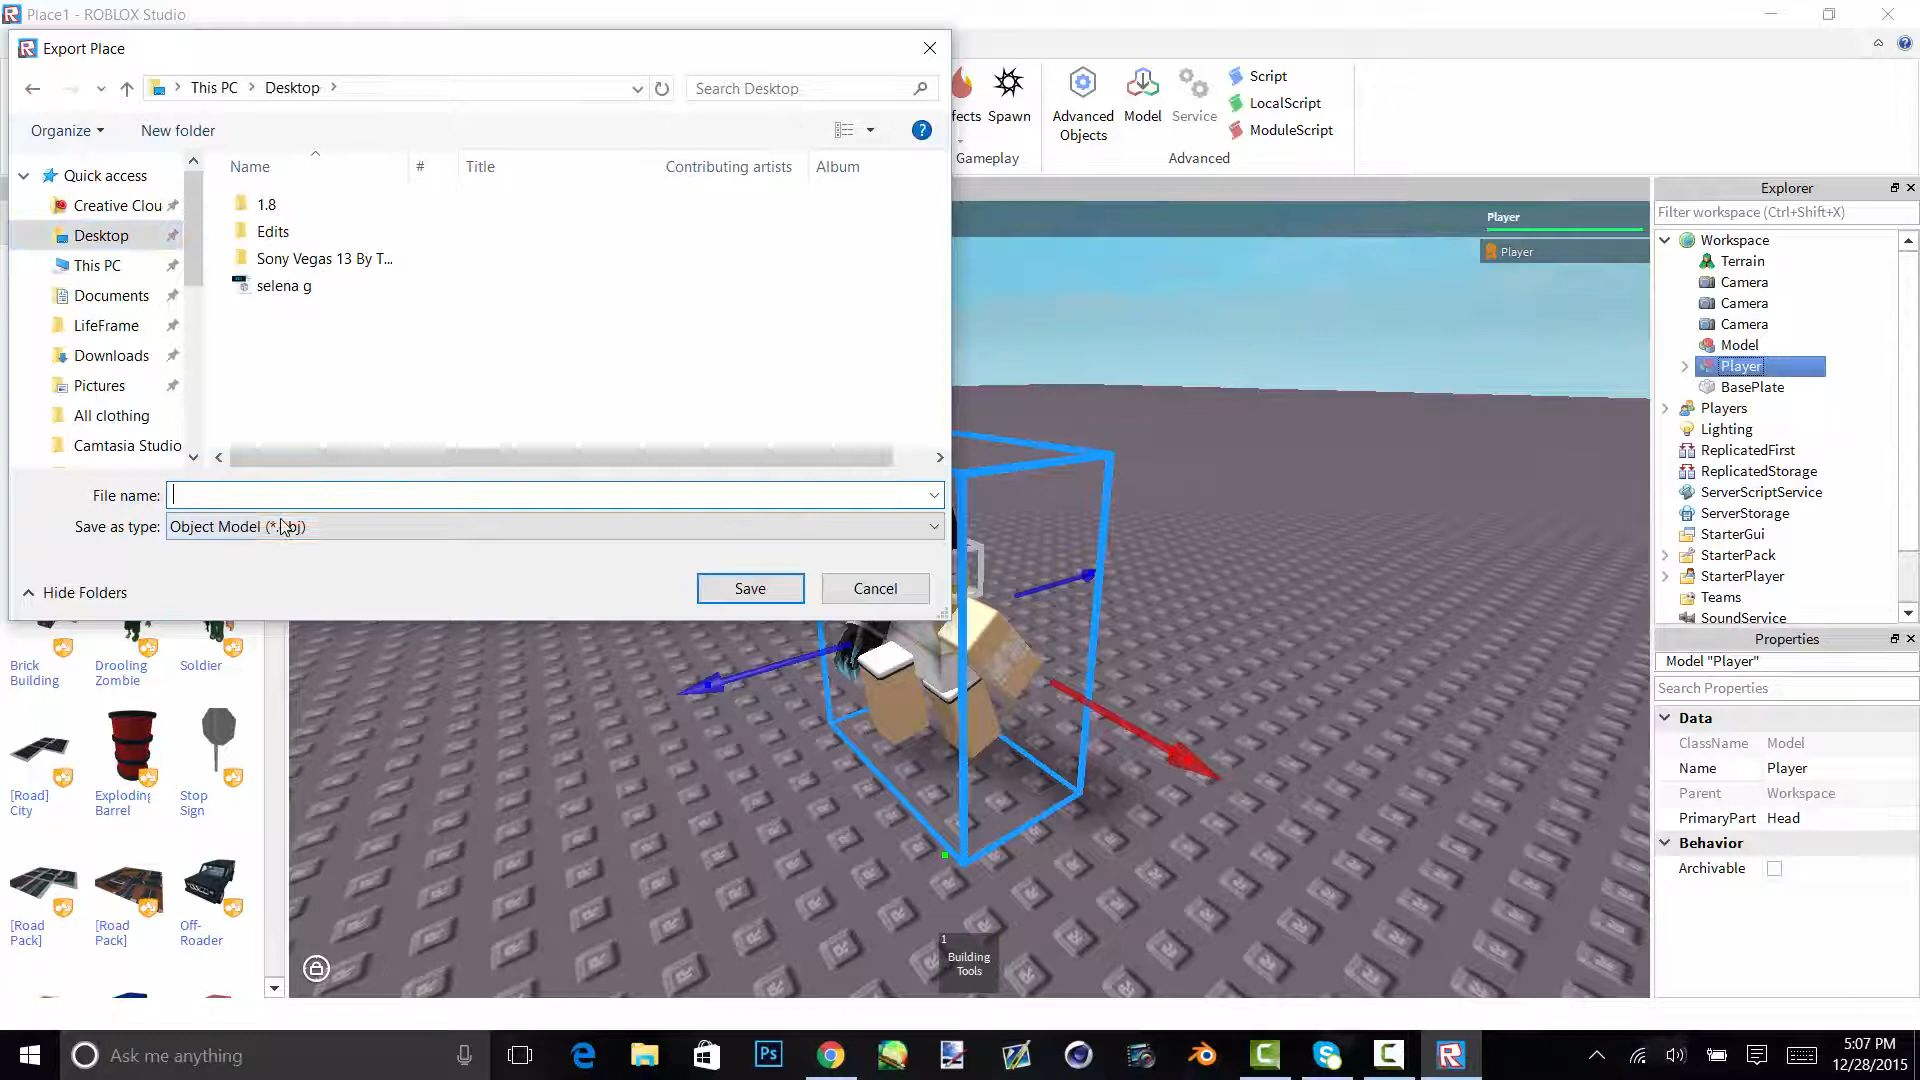 Place1 - ROBLOX Studio
Export Place
This PC
Desktop
Search Desktop
Organize
New folder
Name
#
Title
Contributing artists
Album
Quick access
Creative Clou
Desktop
This PC
Documents
LifeFrame
Downloads
Pictures
All clothing
Camtasia Studio
1.8
Edits
Sony Vegas 13 By T...
selena g
File name:
Save as type:
Object Model (*.obj)
Hide Folders
Save
Cancel
fects
Spawn
Gameplay
Advanced
Objects
Model
Service
Script
LocalScript
ModuleScript
Advanced
Player
Player
Explorer
Filter workspace (Ctrl+Shift+X)
Workspace
Terrain
Camera
Camera
Camera
Model
Player
BasePlate
Players
Lighting
ReplicatedFirst
ReplicatedStorage
ServerScriptService
ServerStorage
StarterGui
StarterPack
StarterPlayer
Teams
SoundService
Properties
Model "Player"
Search Properties
Data
ClassName Model
Name Player
Parent Workspace
PrimaryPart Head
Behavior
Archivable
Brick
Building
Drooling
Zombie
Soldier
[Road]
City
Exploding
Barrel
Stop
Sign
[Road
Pack]
[Road
Pack]
Off-
Roader
1
Building
Tools
Ask me anything
Ps
5:07 PM
12/28/2015